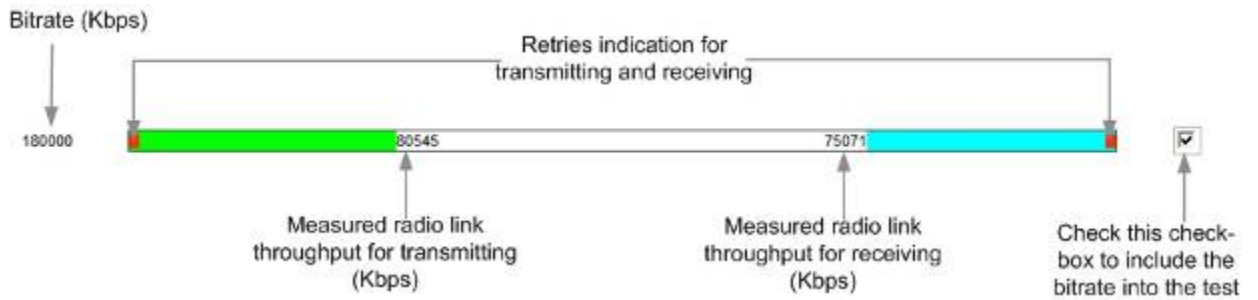 Bitrate (Kbps)
Retries indication for
transmitting and receiving
180000
80545
75071
Measured radio link
throughput for transmitting
(Kbps)
Measured radio link
throughput for receiving
(Kbps)
Check this check-
box to include the
bitrate into the test